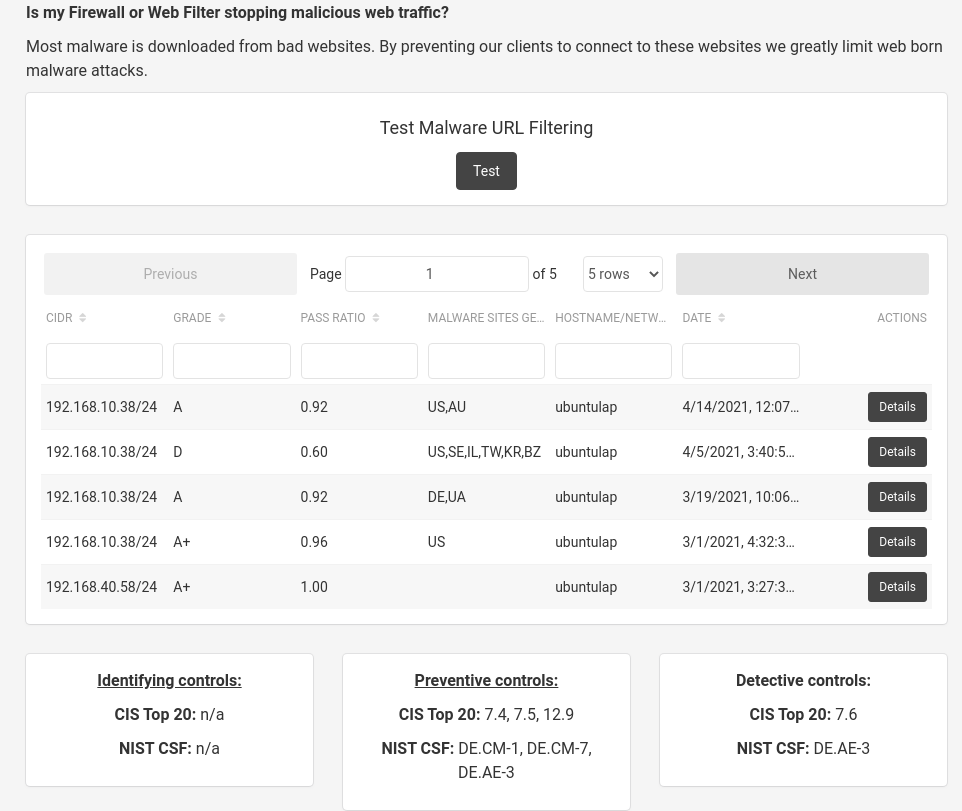 Is my Firewall or Web Filter stopping malicious web traffic?
Most malware is downloaded from bad websites. By preventing our clients to connect to these websites we greatly limit web born
malware attacks.
Test Malware URL Filtering
Test
Previous Page 1 of 5 5 rows Next
CIDR GRADE PASS RATIO MALWARE SITES GE... HOSTNAME/NETW... DATE ACTIONS
192.168.10.38/24 A 0.92 US,AU ubuntulap 4/14/2021, 12:07... Details
192.168.10.38/24 D 0.60 US,SE,IL,TW,KR,BZ ubuntulap 4/5/2021, 3:40:5... Details
192.168.10.38/24 A 0.92 DE,UA ubuntulap 3/19/2021, 10:06... Details
192.168.10.38/24 A+ 0.96 US ubuntulap 3/1/2021, 4:32:3... Details
192.168.40.58/24 A+ 1.00 ubuntulap 3/1/2021, 3:27:3... Details
Identifying controls:
CIS Top 20: n/a
NIST CSF: n/a
Preventive controls:
CIS Top 20: 7.4, 7.5, 12.9
NIST CSF: DE.CM-1, DE.CM-7,
DE.AE-3
Detective controls:
CIS Top 20: 7.6
NIST CSF: DE.AE-3